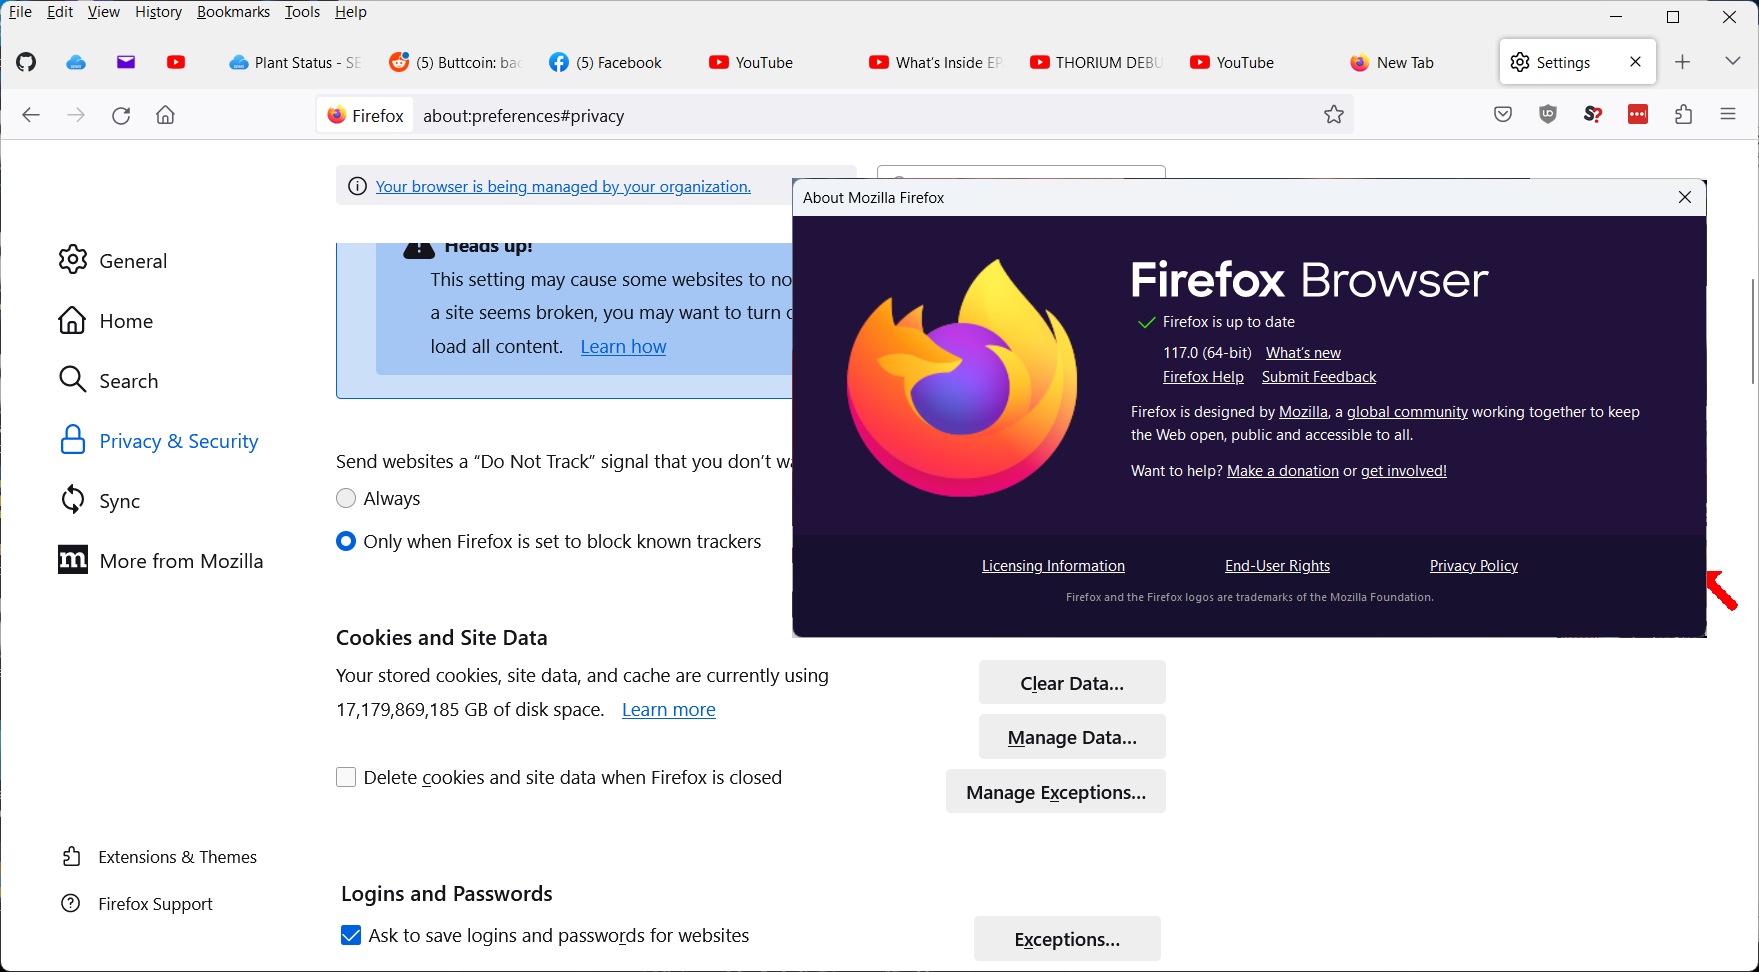 File Edit View History Bookmarks Tools Help
Plant Status - SE
(5) Buttcoin: bac
(5) Facebook
YouTube
What's Inside EP
THORIUM DEBU
YouTube
New Tab
Settings
Firefox about:preferences#privacy
Your browser is being managed by your organization.
General
Home
Search
Privacy & Security
Sync
m More from Mozilla
Extensions & Themes
Firefox Support
Heads up!
This setting may cause some websites to no
a site seems broken, you may want to turn
load all content. Learn how
Send websites a “Do Not Track” signal that you don’t wa
Always
Only when Firefox is set to block known trackers
Cookies and Site Data
Your stored cookies, site data, and cache are currently using
17,179,869,185 GB of disk space. Learn more
Clear Data...
Manage Data...
Delete cookies and site data when Firefox is closed
Manage Exceptions...
Logins and Passwords
Ask to save logins and passwords for websites
Exceptions...
About Mozilla Firefox
Firefox Browser
Firefox is up to date
117.0 (64-bit) What's new
Firefox Help Submit Feedback
Firefox is designed by Mozilla, a global community working together to keep
the Web open, public and accessible to all.
Want to help? Make a donation or get involved!
Licensing Information End-User Rights Privacy Policy
Firefox and the Firefox logos are trademarks of the Mozilla Foundation.